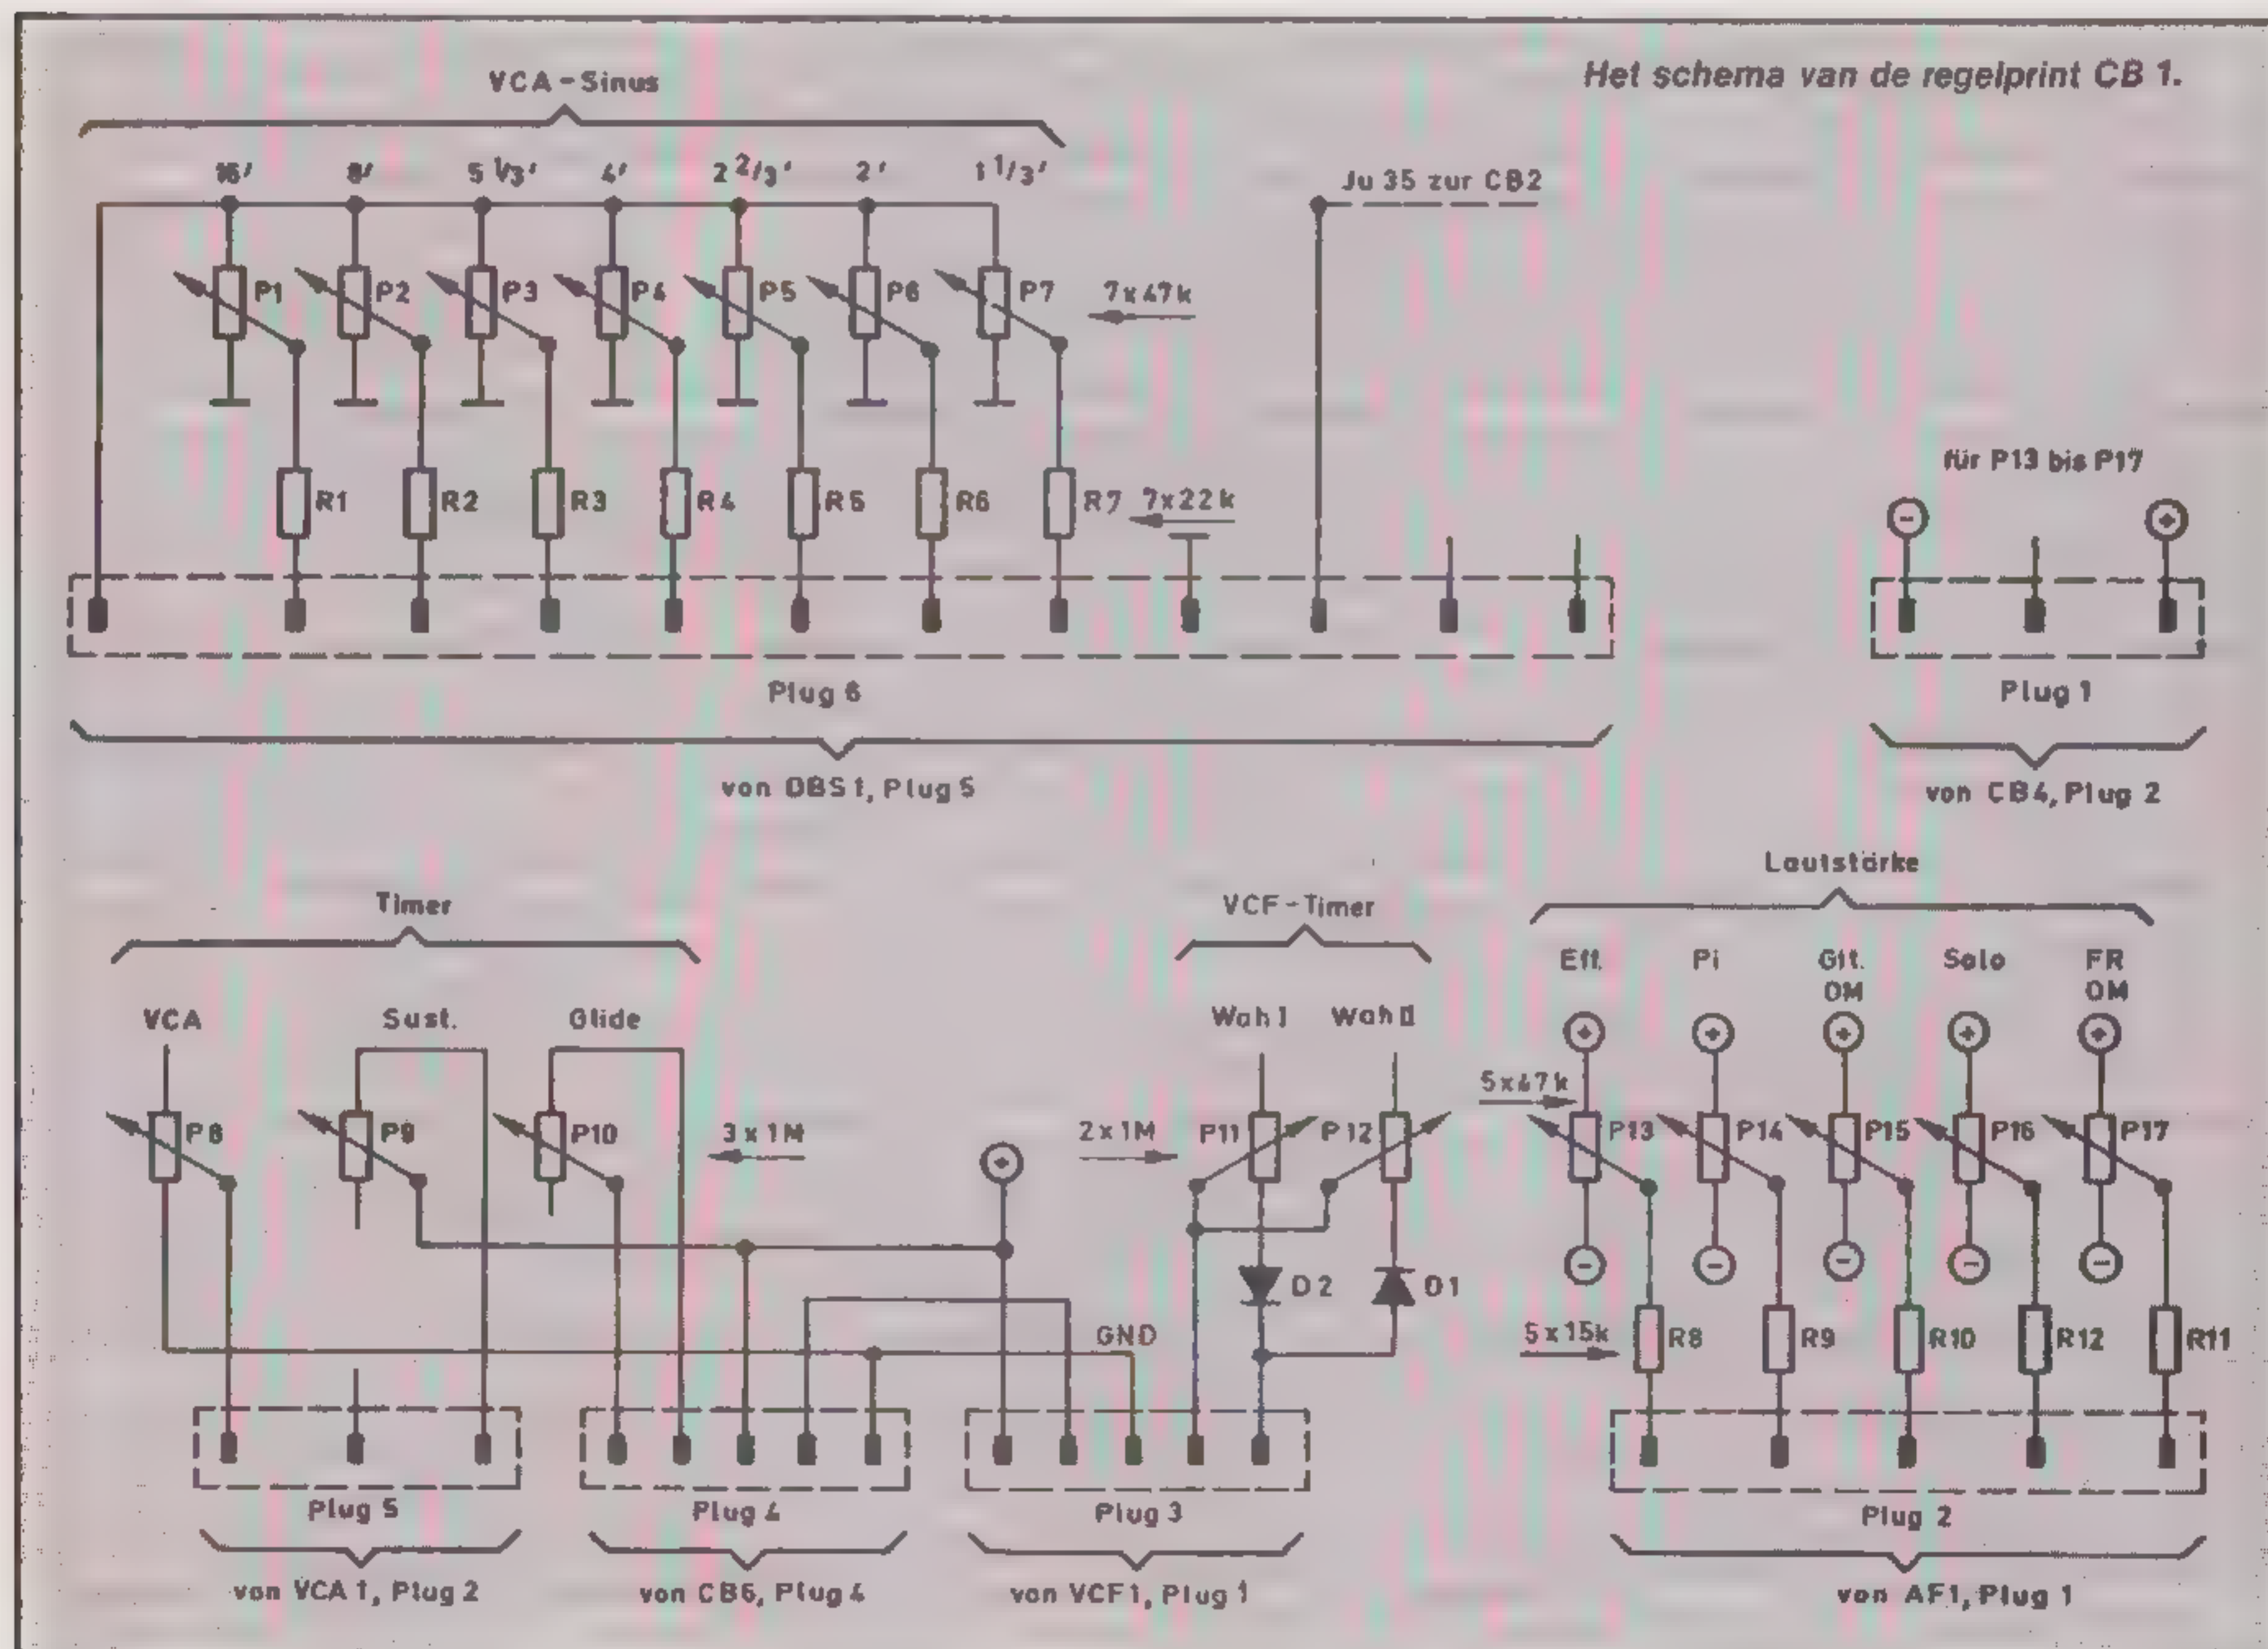 Het schema van de regelprint CB 1.
VCA-Sinus
16' 8' 5 1/3' 4' 2 2/3' 2' 1 1/3'
Ju 35 zur CB2
P1 P2 P3 P4 P5 P6 P7 7x47k
für P13 bis P17
R1 R2 R3 R4 R5 R6 R7 7x22k
- +
Plug 6
Plug 1
von DBS1, Plug 5
von CB4, Plug 2
Timer
VCF-Timer
Lautstärke
VCA Sust. Glide
Wah I Wah II
Eff. Pi Git. OM Solo FR OM
+ + + + +
5x47k
P8 P9 P10 3x1M
+
2x1M P11 P12
P13 P14 P15 P16 P17
- - - - -
D2 D1
GND
5x15k R8 R9 R10 R12 R11
Plug 5
Plug 4
Plug 3
Plug 2
von VCA1, Plug 2
von CB6, Plug 4
von VCF1, Plug 1
von AF1, Plug 1